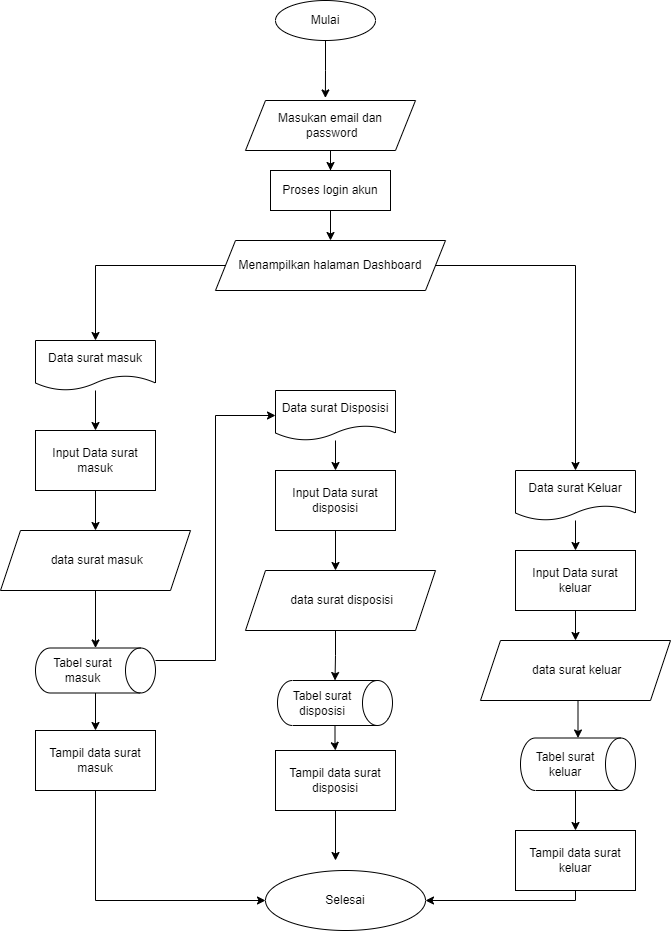 Mulai
Masukan email dan
password
Proses login akun
Menampilkan halaman Dashboard
Data surat masuk
Input Data surat
masuk
data surat masuk
Tabel surat
masuk
Tampil data surat
masuk
Data surat Disposisi
Input Data surat
disposisi
data surat disposisi
Tabel surat
disposisi
Tampil data surat
disposisi
Data surat Keluar
Input Data surat
keluar
data surat keluar
Tabel surat
keluar
Tampil data surat
keluar
Selesai